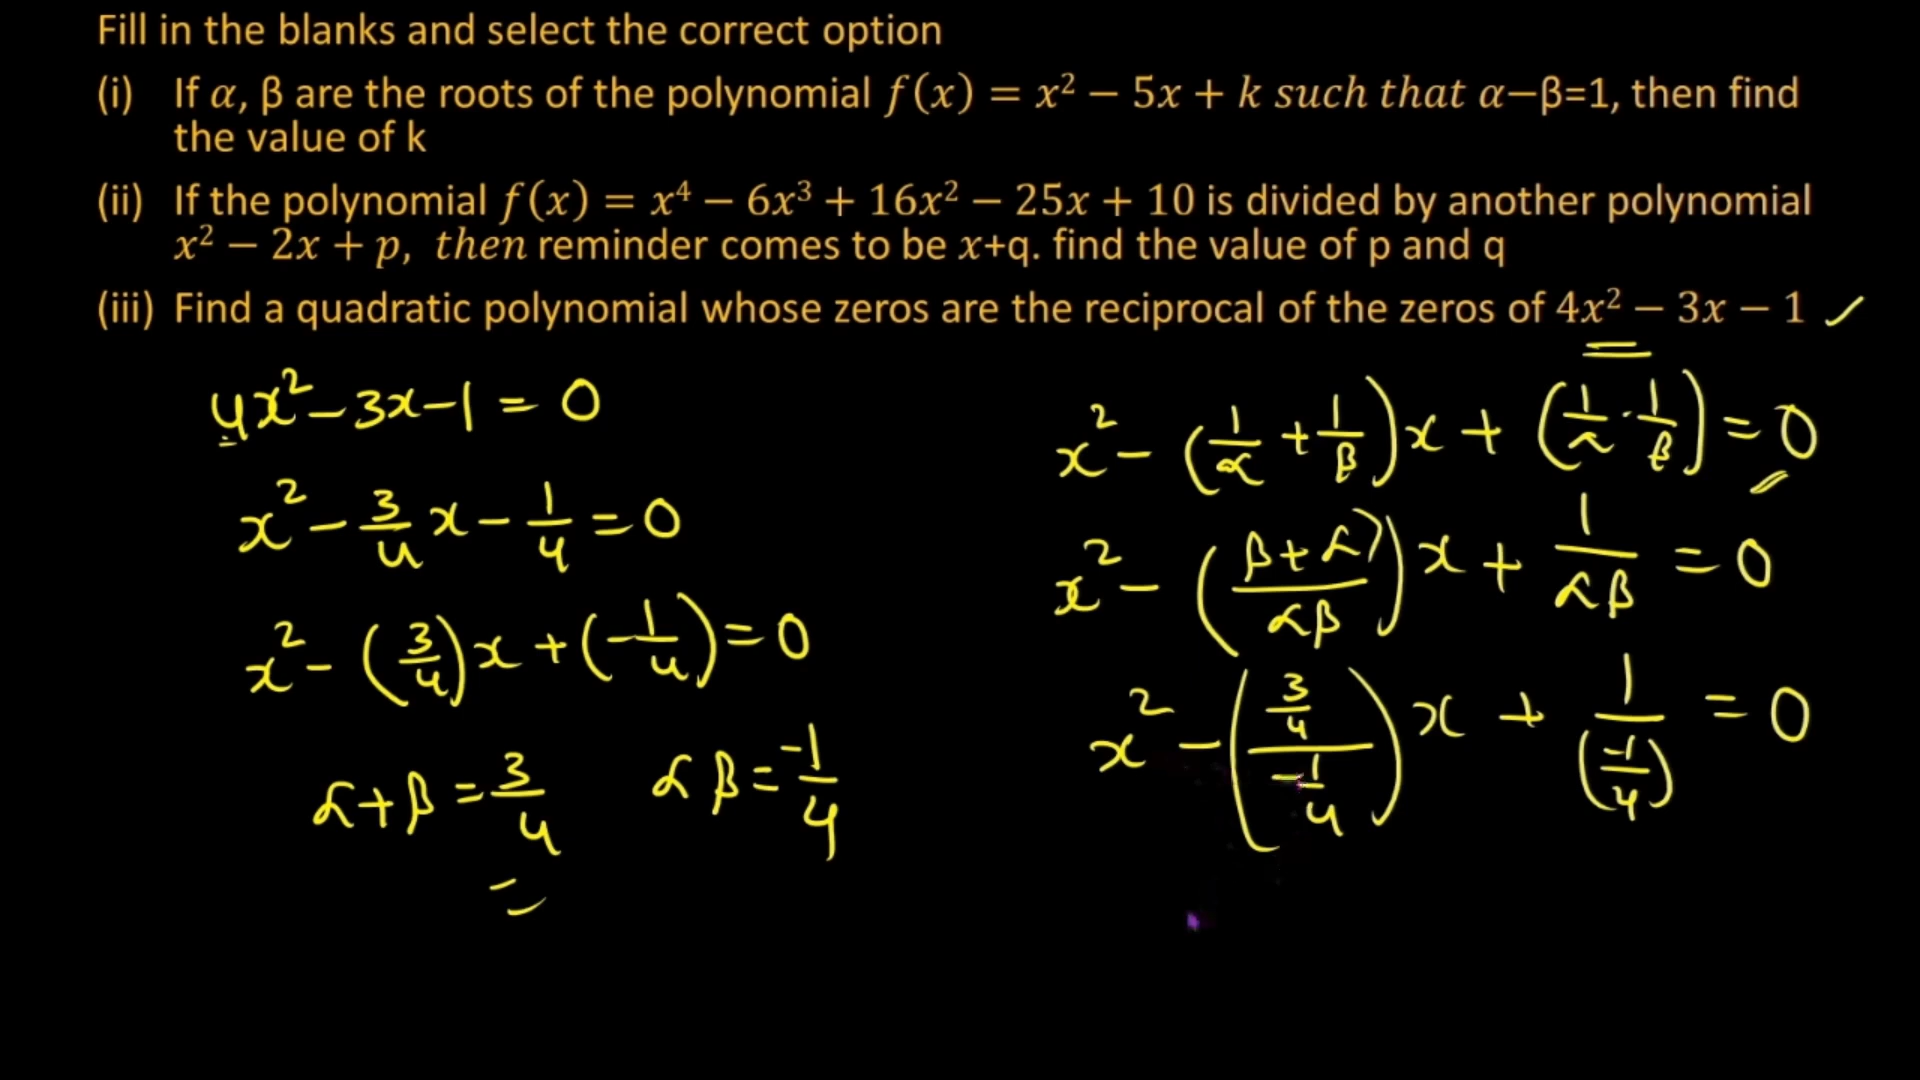 Fill in the blanks and select the correct option
(i) If α, β are the roots of the polynomial f(x) = x² − 5x + k such that α−β=1, then find
the value of k
(ii) If the polynomial f(x) = x⁴ − 6x³ + 16x² − 25x + 10 is divided by another polynomial
x² − 2x + p, then reminder comes to be x+q. find the value of p and q
(iii) Find a quadratic polynomial whose zeros are the reciprocal of the zeros of 4x² − 3x − 1 ✓
4x² − 3x − 1 = 0
x² − 3/4 x − 1/4 = 0
x² − (3/4)x + (−1/4) = 0
α+β = 3/4 αβ = −1/4
x² − (1/α + 1/β)x + (1/α · 1/β) = 0
x² − ((β+α)/αβ)x + 1/αβ = 0
x² − ((3/4)/(−1/4))x + 1/(−1/4) = 0